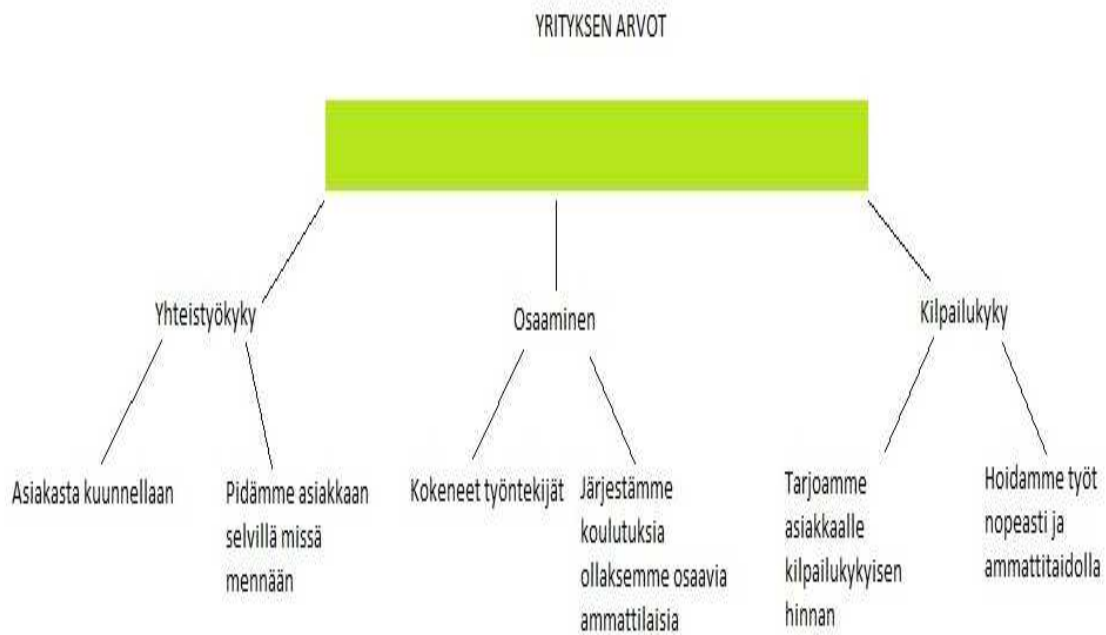 YRITYKSEN ARVOT
Yhteistyökyky
Osaaminen
Kilpailukyky
Asiakasta kuunnellaan
Pidämme asiakkaan
selvillä missä
mennään
Kokeneet työntekijät
Järjestämme
koulutuksia
ollaksemme osaavia
ammattilaisia
Tarjoamme
asiakkaalle
kilpailukykyisen
hinnan
Hoidamme työt
nopeasti ja
ammattitaidolla